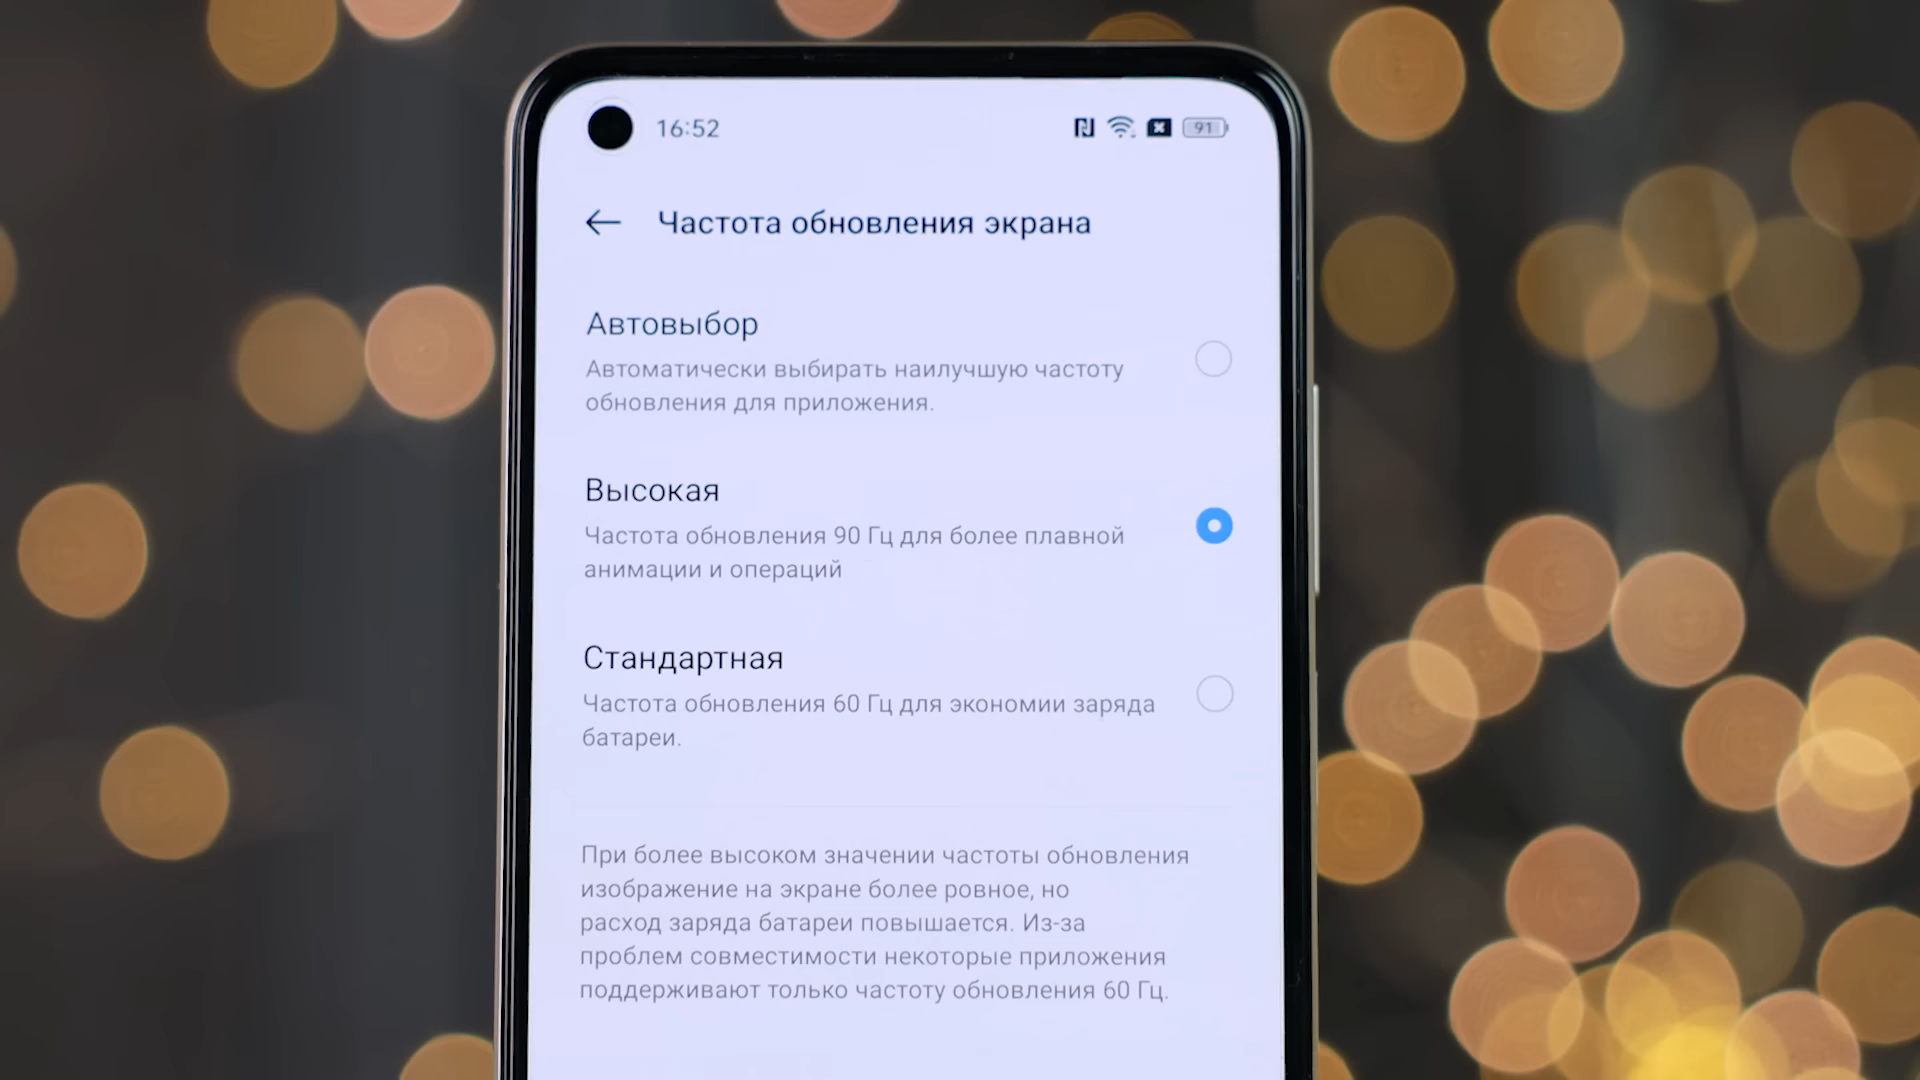 16:52
91
Частота обновления экрана
Автовыбор
Автоматически выбирать наилучшую частоту
обновления для приложения.
Высокая
Частота обновления 90 Гц для более плавной
анимации и операций
Стандартная
Частота обновления 60 Гц для экономии заряда
батареи.
При более высоком значении частоты обновления
изображение на экране более ровное, но
расход заряда батареи повышается. Из-за
проблем совместимости некоторые приложения
поддерживают только частоту обновления 60 Гц.